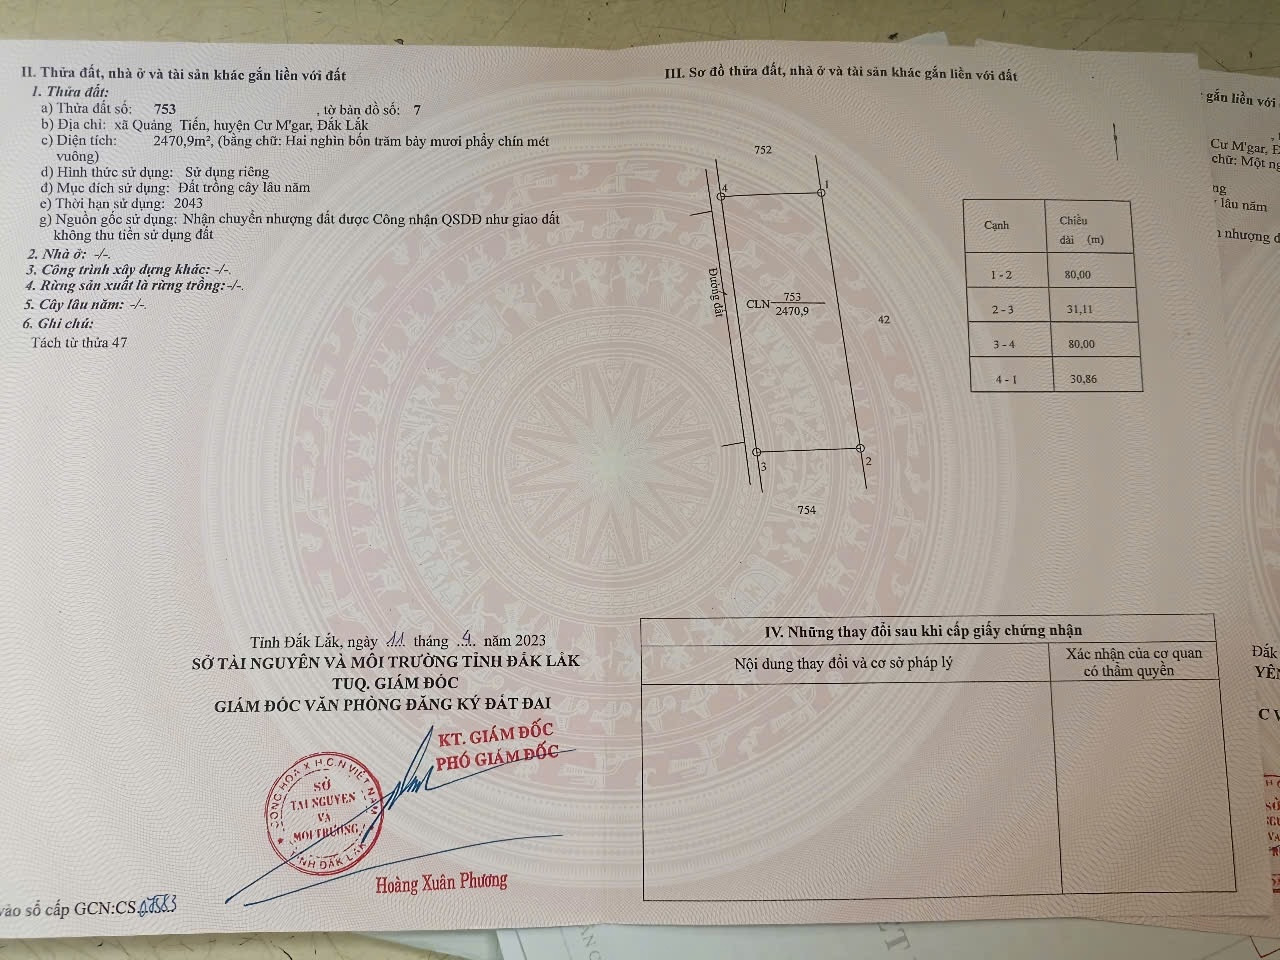 II. Thửa đất, nhà ở và tài sản khác gắn liền với đất
1. Thửa đất:
a) Thửa đất số: 753 , tờ bản đồ số: 7
b) Địa chỉ: xã Quảng Tiến, huyện Cư M'gar, Đắk Lắk
c) Diện tích: 2470,9m², (bằng chữ: Hai nghìn bốn trăm bảy mươi phẩy chín mét
vuông)
d) Hình thức sử dụng: Sử dụng riêng
đ) Mục đích sử dụng: Đất trồng cây lâu năm
e) Thời hạn sử dụng: 2043
g) Nguồn gốc sử dụng: Nhận chuyển nhượng đất được Công nhận QSDĐ như giao đất
không thu tiền sử dụng đất
2. Nhà ở: -/-.
3. Công trình xây dựng khác: -/-.
4. Rừng sản xuất là rừng trồng:-/-.
5. Cây lâu năm: -/-.
6. Ghi chú:
Tách từ thửa 47
Tỉnh Đắk Lắk, ngày 11 tháng 9 năm 2023
SỞ TÀI NGUYÊN VÀ MÔI TRƯỜNG TỈNH ĐẮK LẮK
TUQ. GIÁM ĐỐC
GIÁM ĐỐC VĂN PHÒNG ĐĂNG KÝ ĐẤT ĐAI
KT. GIÁM ĐỐC
PHÓ GIÁM ĐỐC
CỘNG HÒA X.H.C.N VIỆT NAM
SỞ
TÀI NGUYÊN
VÀ
MÔI TRƯỜNG
TỈNH ĐẮK LẮK
Hoàng Xuân Phương
vào sổ cấp GCN:CS.07583
III. Sơ đồ thửa đất, nhà ở và tài sản khác gắn liền với đất
752
4
1
Đường đất
CLN 753
2470,9
42
3
2
754
Cạnh Chiều
dài (m)
1 - 2 80,00
2 - 3 31,11
3 - 4 80,00
4 - 1 30,86
IV. Những thay đổi sau khi cấp giấy chứng nhận
Nội dung thay đổi và cơ sở pháp lý Xác nhận của cơ quan
có thẩm quyền
gắn liền với
Cư M'gar,
chữ: Một
lâu năm
nhượng
Đắk